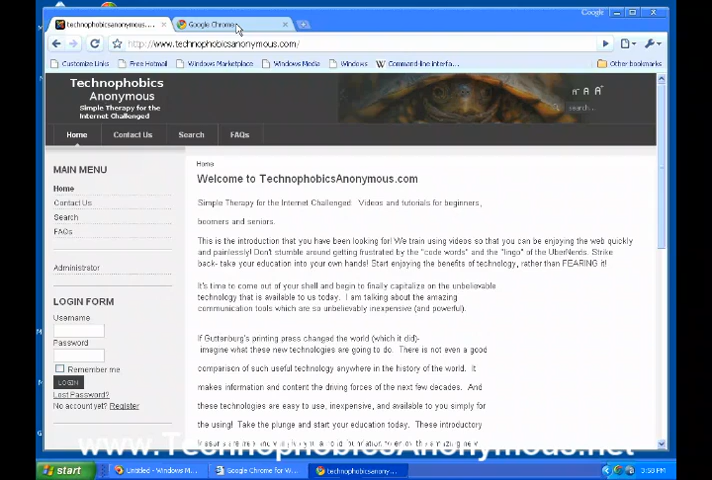 technophobicsanonymous....
Google Chrome
Google
http://www.technophobicsanonymous.com/
Customize Links
Free Hotmail
Windows Marketplace
Windows Media
Windows
Command-line interfa...
Other bookmarks
Technophobics
Anonymous
Simple Therapy for the
Internet Challenged
A A A
search...
Home
Contact Us
Search
FAQs
MAIN MENU
Home
Contact Us
Search
FAQs
Administrator
LOGIN FORM
Username
Password
Remember me
LOGIN
Lost Password?
No account yet? Register
Home
Welcome to TechnophobicsAnonymous.com
Simple Therapy for the Internet Challenged. Videos and tutorials for beginners,
boomers and seniors.
This is the introduction that you have been looking for! We train using videos so that you can be enjoying the web quickly
and painlessly! Don't stumble around getting frustrated by the "code words" and the "lingo" of the UberNerds. Strike
back- take your education into your own hands! Start enjoying the benefits of technology, rather than FEARING it!
It's time to come out of your shell and begin to finally capitalize on the unbelievable
technology that is available to us today. I am talking about the amazing
communication tools which are so unbelievably inexpensive (and powerful).
If Guttenburg's printing press changed the world (which it did)-
imagine what these new technologies are going to do. There is not even a good
comparison of such useful technology anywhere in the history of the world. It
makes information and content the driving forces of the next few decades. And
these technologies are easy to use, inexpensive, and available to you simply for
the using! Take the plunge and start your education today. These introductory
www.TechnophobicsAnonymous.net
start
Untitled - Windows M...
Google Chrome for W...
technophobicsanony...
3:50 PM